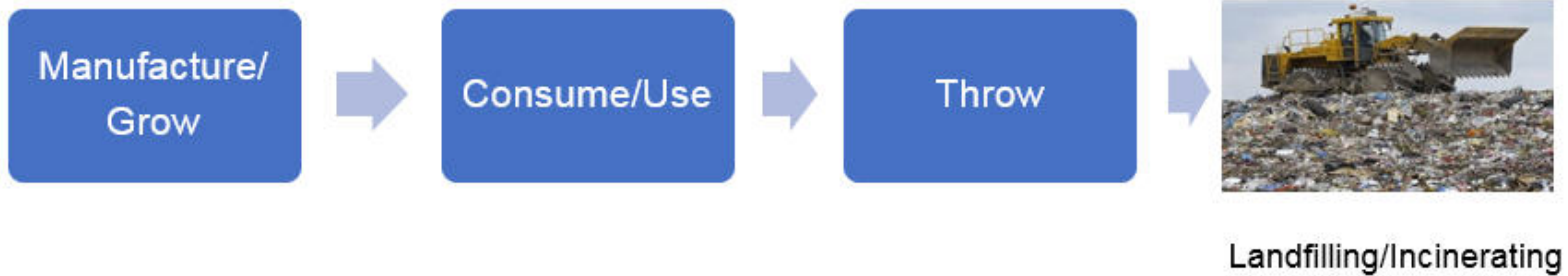 Manufacture/
Grow
Consume/Use
Throw
Landfilling/Incinerating